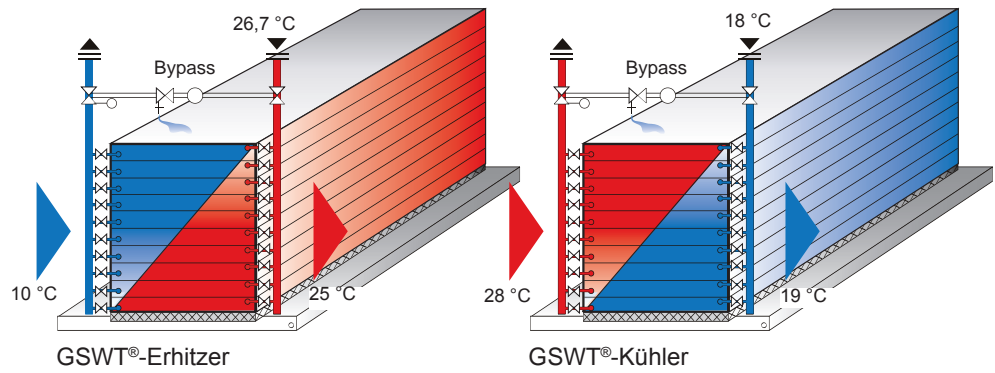 26,7 °C
Bypass
10 °C
25 °C
GSWT®-Erhitzer
18 °C
Bypass
28 °C
19 °C
GSWT®-Kühler